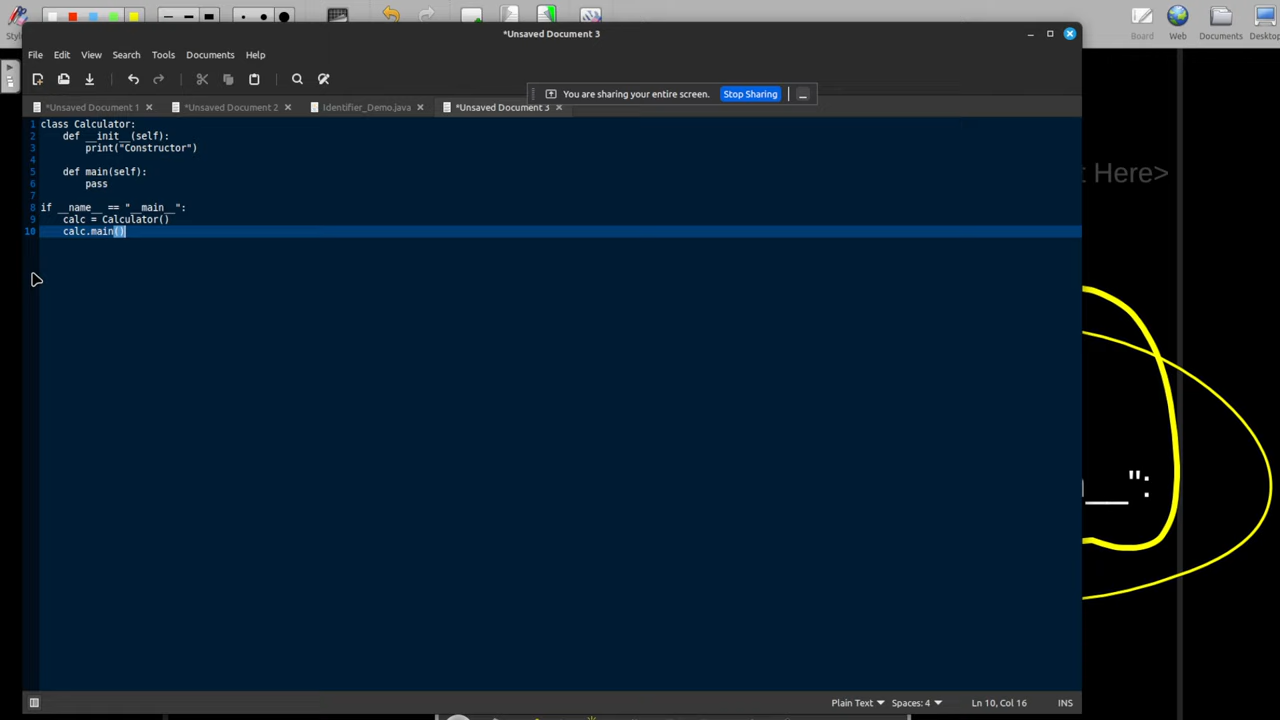 *Unsaved Document 3
Board Web Documents Desktop
File Edit View Search Tools Documents Help
You are sharing your entire screen. Stop Sharing
*Unsaved Document 1 *Unsaved Document 2 Identifier_Demo.java *Unsaved Document 3
1 class Calculator:
2 def __init__(self):
3 print("Constructor")
4
5 def main(self):
6 pass
7
8 if __name__ == "__main__":
9 calc = Calculator()
10 calc.main()
t Here>
__":
Plain Text Spaces: 4 Ln 10, Col 16 INS